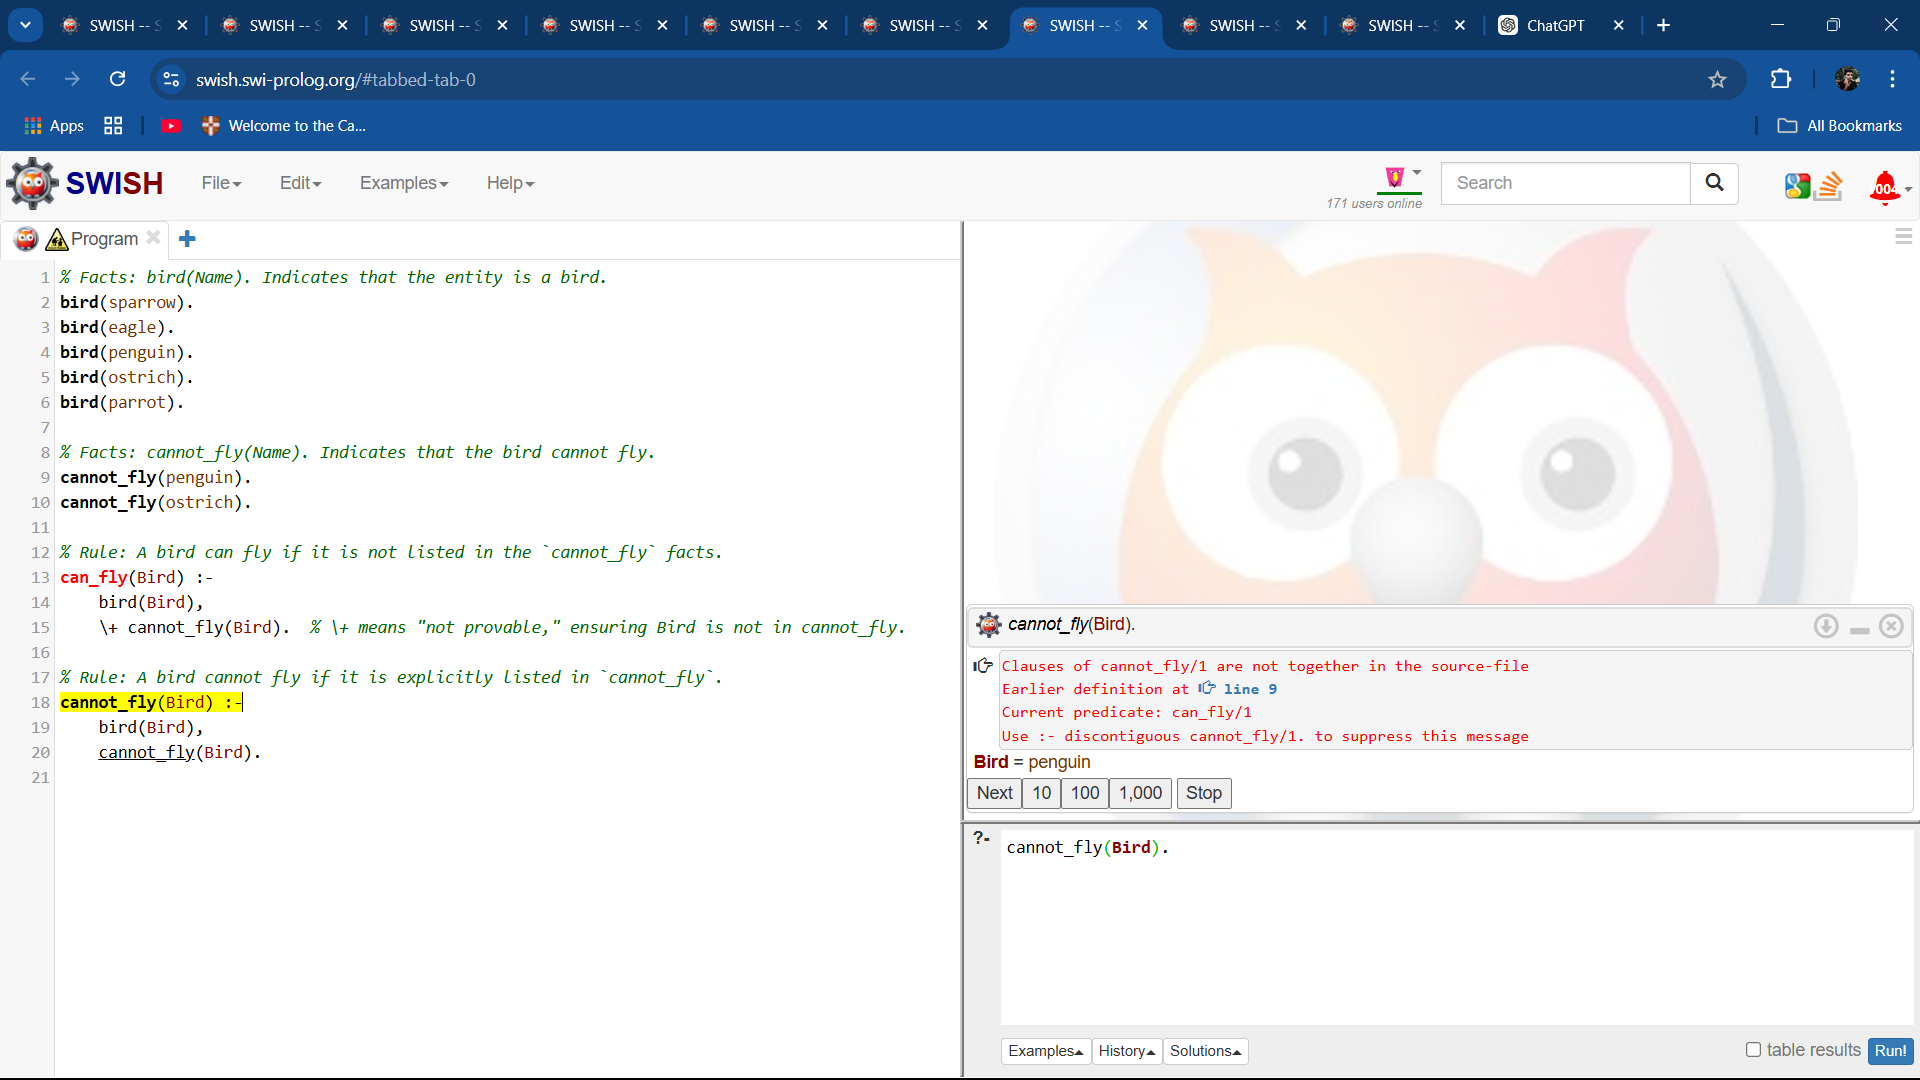 SWISH -- S
SWISH -- S
SWISH -- S
SWISH -- S
SWISH -- S
SWISH -- S
SWISH -- S
SWISH -- S
SWISH -- S
ChatGPT
swish.swi-prolog.org/#tabbed-tab-0
Apps
Welcome to the Ca...
All Bookmarks
SWISH
File
Edit
Examples
Help
171 users online
Search
Program
1 % Facts: bird(Name). Indicates that the entity is a bird.
2 bird(sparrow).
3 bird(eagle).
4 bird(penguin).
5 bird(ostrich).
6 bird(parrot).
7
8 % Facts: cannot_fly(Name). Indicates that the bird cannot fly.
9 cannot_fly(penguin).
10 cannot_fly(ostrich).
11
12 % Rule: A bird can fly if it is not listed in the `cannot_fly` facts.
13 can_fly(Bird) :-
14 bird(Bird),
15 \+ cannot_fly(Bird). % \+ means "not provable," ensuring Bird is not in cannot_fly.
16
17 % Rule: A bird cannot fly if it is explicitly listed in `cannot_fly`.
18 cannot_fly(Bird) :-
19 bird(Bird),
20 cannot_fly(Bird).
21
cannot_fly(Bird).
Clauses of cannot_fly/1 are not together in the source-file
Earlier definition at line 9
Current predicate: can_fly/1
Use :- discontiguous cannot_fly/1. to suppress this message
Bird = penguin
Next 10 100 1,000 Stop
?- cannot_fly(Bird).
Examples History Solutions
table results Run!